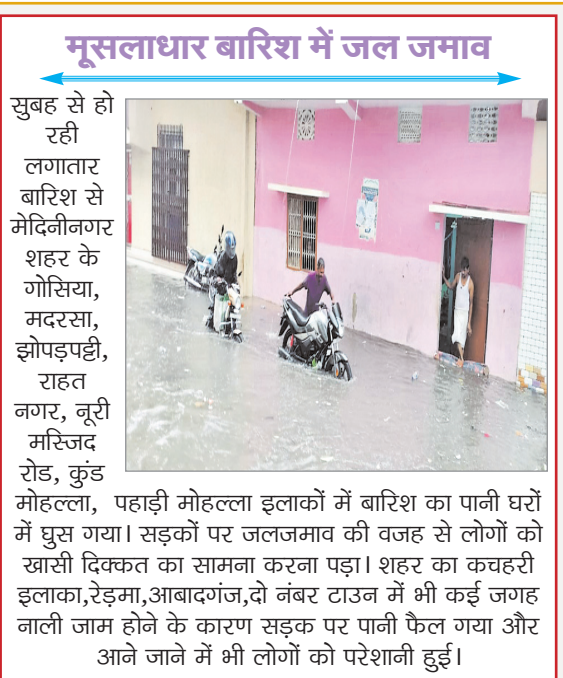 मूसलाधार बारिश में जल जमाव
सुबह से हो
रही
लगातार
बारिश से
मेदिनीनगर
शहर के
गोसिया,
मदरसा,
झोपड़पट्टी,
राहत
नगर, नूरी
मस्जिद
रोड, कुंड
मोहल्ला, पहाड़ी मोहल्ला इलाकों में बारिश का पानी घरों
में घुस गया। सड़कों पर जलजमाव की वजह से लोगों को
खासी दिक्कत का सामना करना पड़ा। शहर का कचहरी
इलाका,रेड़मा,आबादगंज,दो नंबर टाउन में भी कई जगह
नाली जाम होने के कारण सड़क पर पानी फैल गया और
आने जाने में भी लोगों को परेशानी हुई।